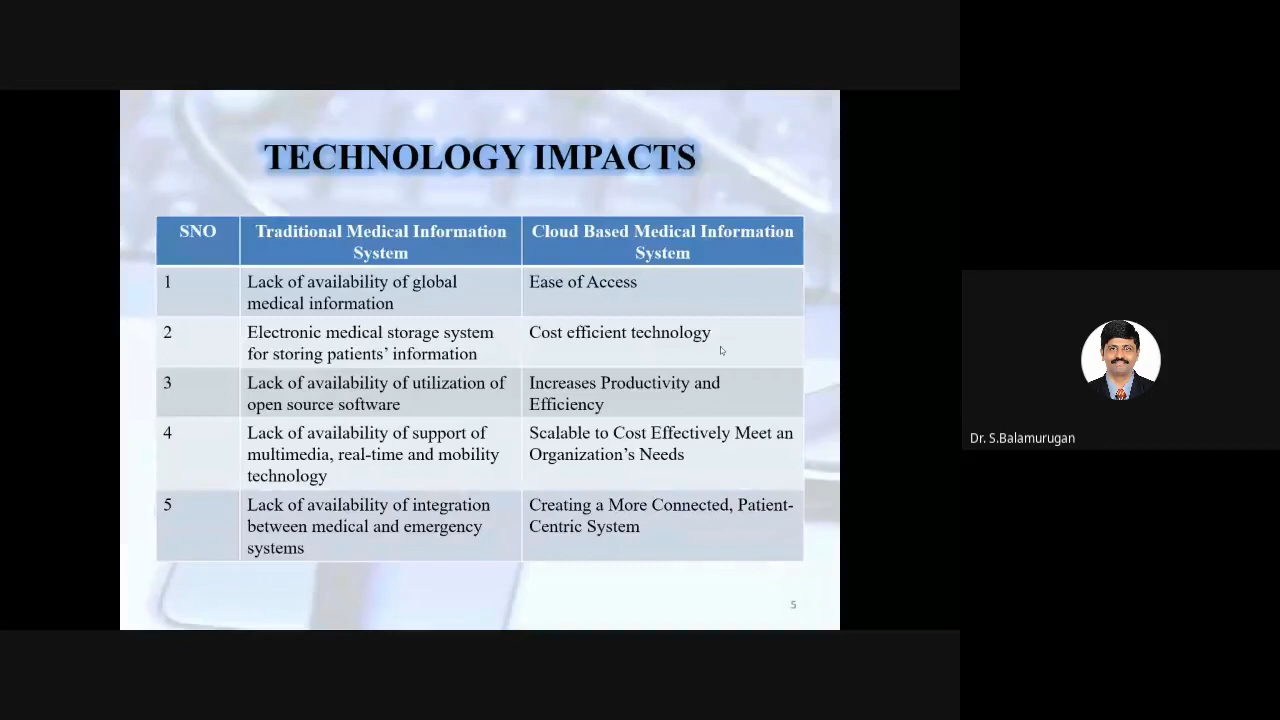 TECHNOLOGY IMPACTS
SNO
Traditional Medical Information
System
Cloud Based Medical Information
System
1
Lack of availability of global
medical information
Ease of Access
2
Electronic medical storage system
for storing patients’ information
Cost efficient technology
3
Lack of availability of utilization of
open source software
Increases Productivity and
Efficiency
4
Lack of availability of support of
multimedia, real-time and mobility
technology
Scalable to Cost Effectively Meet an
Organization’s Needs
5
Lack of availability of integration
between medical and emergency
systems
Creating a More Connected, Patient-
Centric System
5
Dr. S.Balamurugan